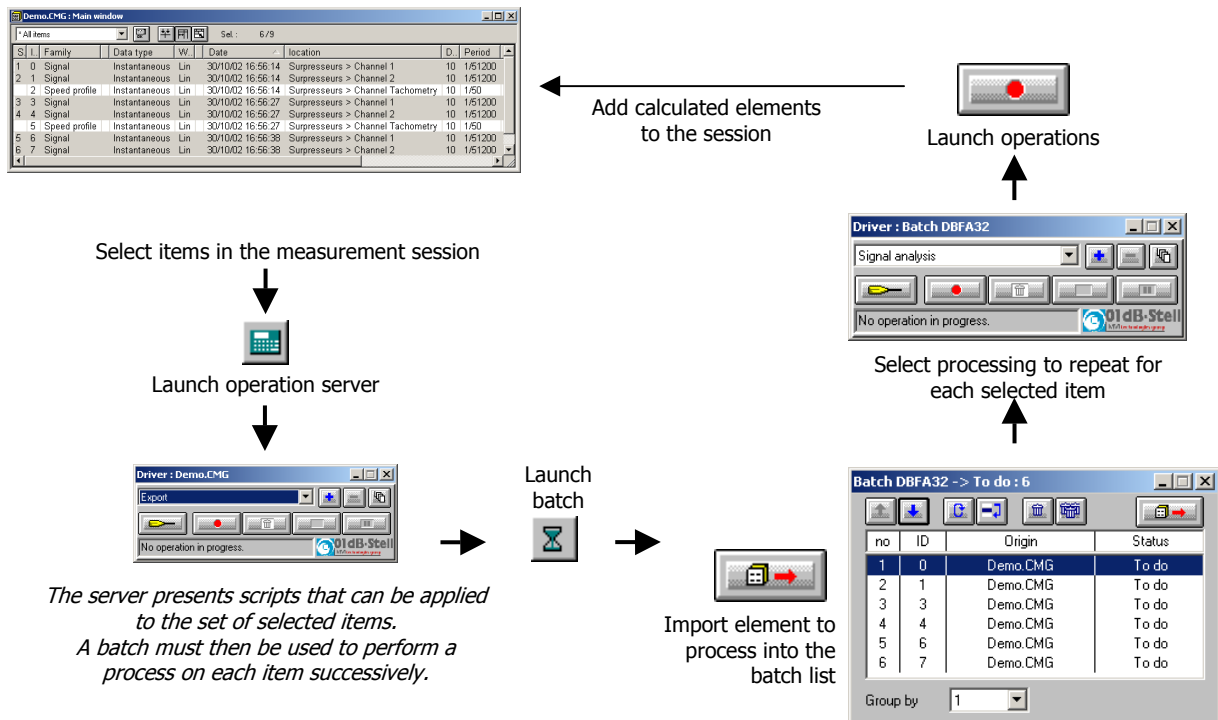 Demo.CMG : Main window
* All items Sel.: 6/9
S I.. Family Data type W.. Date location D.. Period
1 0 Signal Instantaneous Lin 30/10/02 16:56:14 Surpresseurs > Channel 1 10 1/51200
2 1 Signal Instantaneous Lin 30/10/02 16:56:14 Surpresseurs > Channel 2 10 1/51200
2 Speed profile Instantaneous Lin 30/10/02 16:56:14 Surpresseurs > Channel Tachometry 10 1/50
3 3 Signal Instantaneous Lin 30/10/02 16:56:27 Surpresseurs > Channel 1 10 1/51200
4 4 Signal Instantaneous Lin 30/10/02 16:56:27 Surpresseurs > Channel 2 10 1/51200
5 Speed profile Instantaneous Lin 30/10/02 16:56:27 Surpresseurs > Channel Tachometry 10 1/50
5 6 Signal Instantaneous Lin 30/10/02 16:56:38 Surpresseurs > Channel 1 10 1/51200
6 7 Signal Instantaneous Lin 30/10/02 16:56:38 Surpresseurs > Channel 2 10 1/51200
Add calculated elements
to the session
Launch operations
Select items in the measurement session
Launch operation server
Driver : Demo.CMG
Export
No operation in progress.
01dB-Stell
The server presents scripts that can be applied
to the set of selected items.
A batch must then be used to perform a
process on each item successively.
Launch
batch
Import element to
process into the
batch list
Driver : Batch DBFA32
Signal analysis
No operation in progress.
01dB-Stell
Select processing to repeat for
each selected item
Batch DBFA32 -> To do : 6
no ID Origin Status
1 0 Demo.CMG To do
2 1 Demo.CMG To do
3 3 Demo.CMG To do
4 4 Demo.CMG To do
5 6 Demo.CMG To do
6 7 Demo.CMG To do
Group by 1